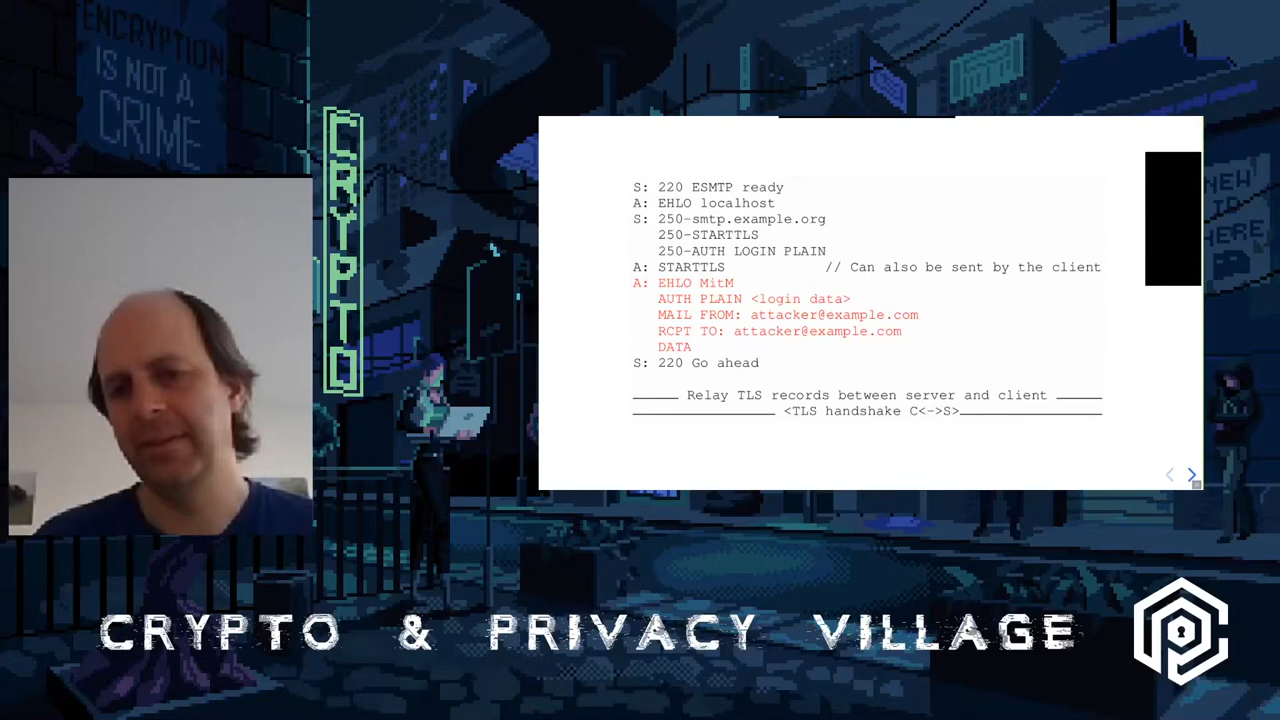 ENCRYPTION
IS NOT A
CRIME
CRYPTO
S: 220 ESMTP ready
A: EHLO localhost
S: 250-smtp.example.org
250-STARTTLS
250-AUTH LOGIN PLAIN
A: STARTTLS // Can also be sent by the client
A: EHLO MitM
AUTH PLAIN <login data>
MAIL FROM: attacker@example.com
RCPT TO: attacker@example.com
DATA
S: 220 Go ahead
Relay TLS records between server and client
<TLS handshake C<->S>
NEW
TO
HERE
CRYPTO & PRIVACY VILLAGE